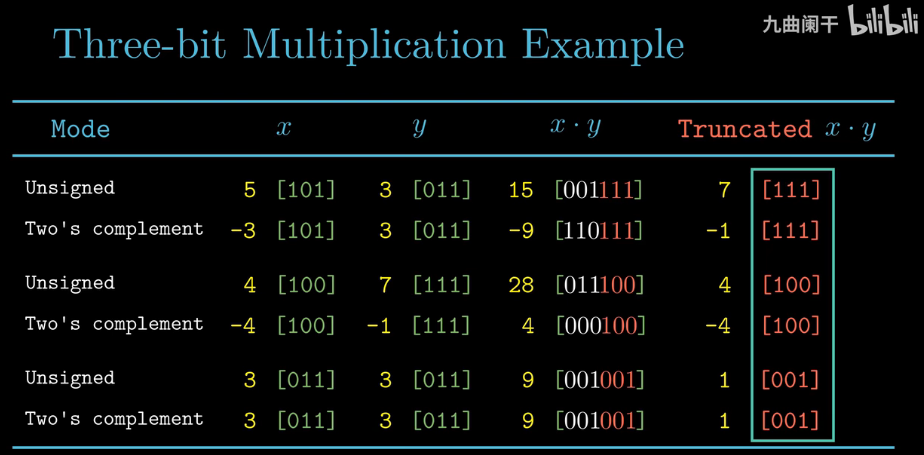 九曲阑干 bilibili
Three-bit Multiplication Example
Mode x y x · y Truncated x · y
Unsigned 5 [101] 3 [011] 15 [001111] 7 [111]
Two's complement -3 [101] 3 [011] -9 [110111] -1 [111]
Unsigned 4 [100] 7 [111] 28 [011100] 4 [100]
Two's complement -4 [100] -1 [111] 4 [000100] -4 [100]
Unsigned 3 [011] 3 [011] 9 [001001] 1 [001]
Two's complement 3 [011] 3 [011] 9 [001001] 1 [001]